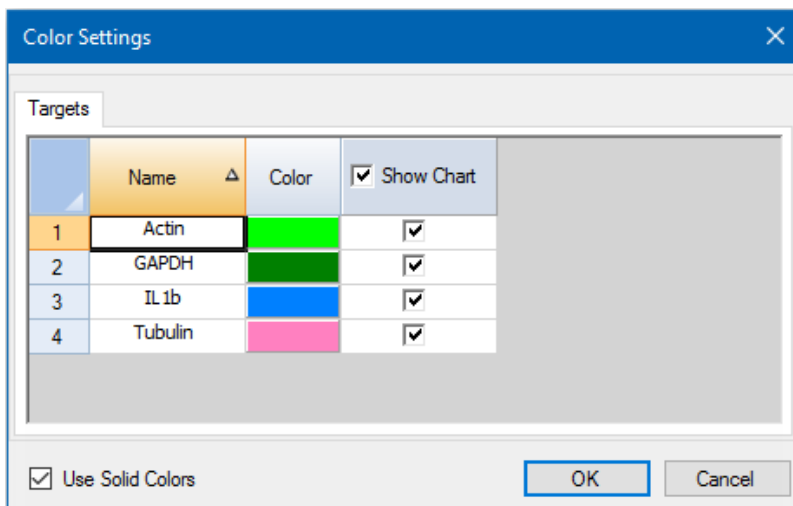 Color Settings
Targets
Name Color Show Chart
1 Actin
2 GAPDH
3 IL1b
4 Tubulin
Use Solid Colors OK Cancel